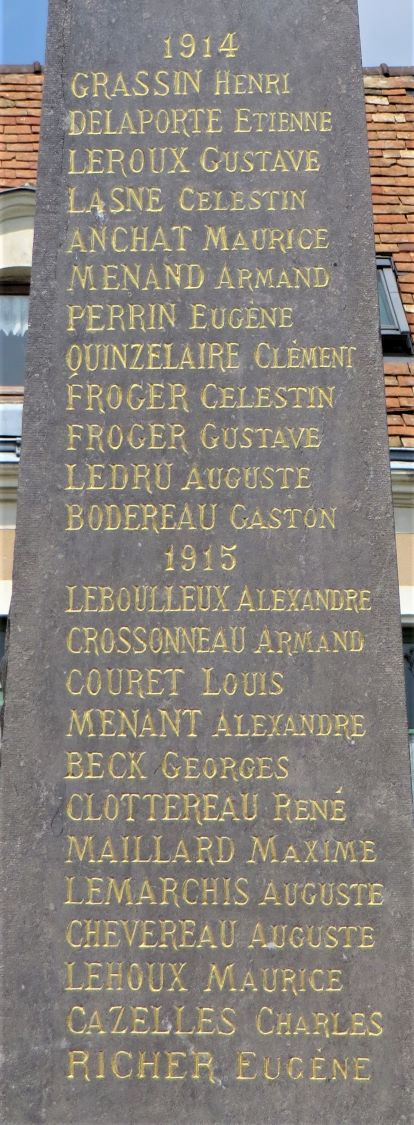 1914
GRASSIN HENRI
DELAPORTE ETIENNE
LEROUX GUSTAVE
LASNE CELESTIN
ANCHAT MAURICE
MENAND ARMAND
PERRIN EUGÈNE
QUINZELAIRE CLÉMENT
FROGER CELESTIN
FROGER GUSTAVE
LEDRU AUGUSTE
BODEREAU GASTON
1915
LEBOULLEUX ALEXANDRE
CROSSONNEAU ARMAND
COURET LOUIS
MENANT ALEXANDRE
BECK GEORGES
CLOTTEREAU RENÉ
MAILLARD MAXIME
LEMARCHIS AUGUSTE
CHEVEREAU AUGUSTE
LEHOUX MAURICE
CAZELLES CHARLES
RICHER EUGÈNE